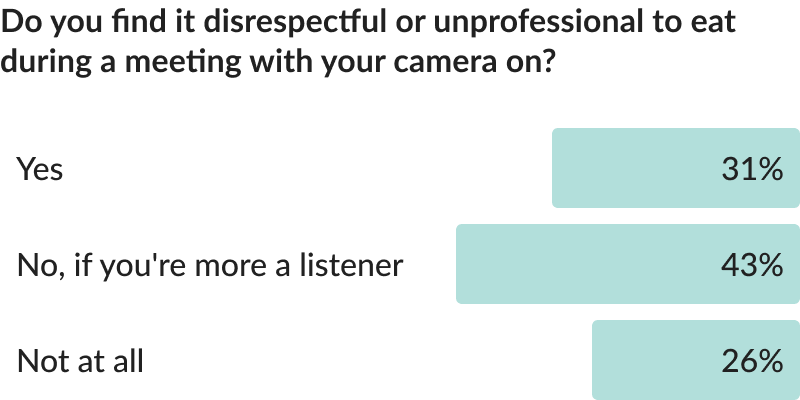 Do you find it disrespectful or unprofessional to eat
during a meeting with your camera on?
Yes 31%
No, if you're more a listener 43%
Not at all 26%